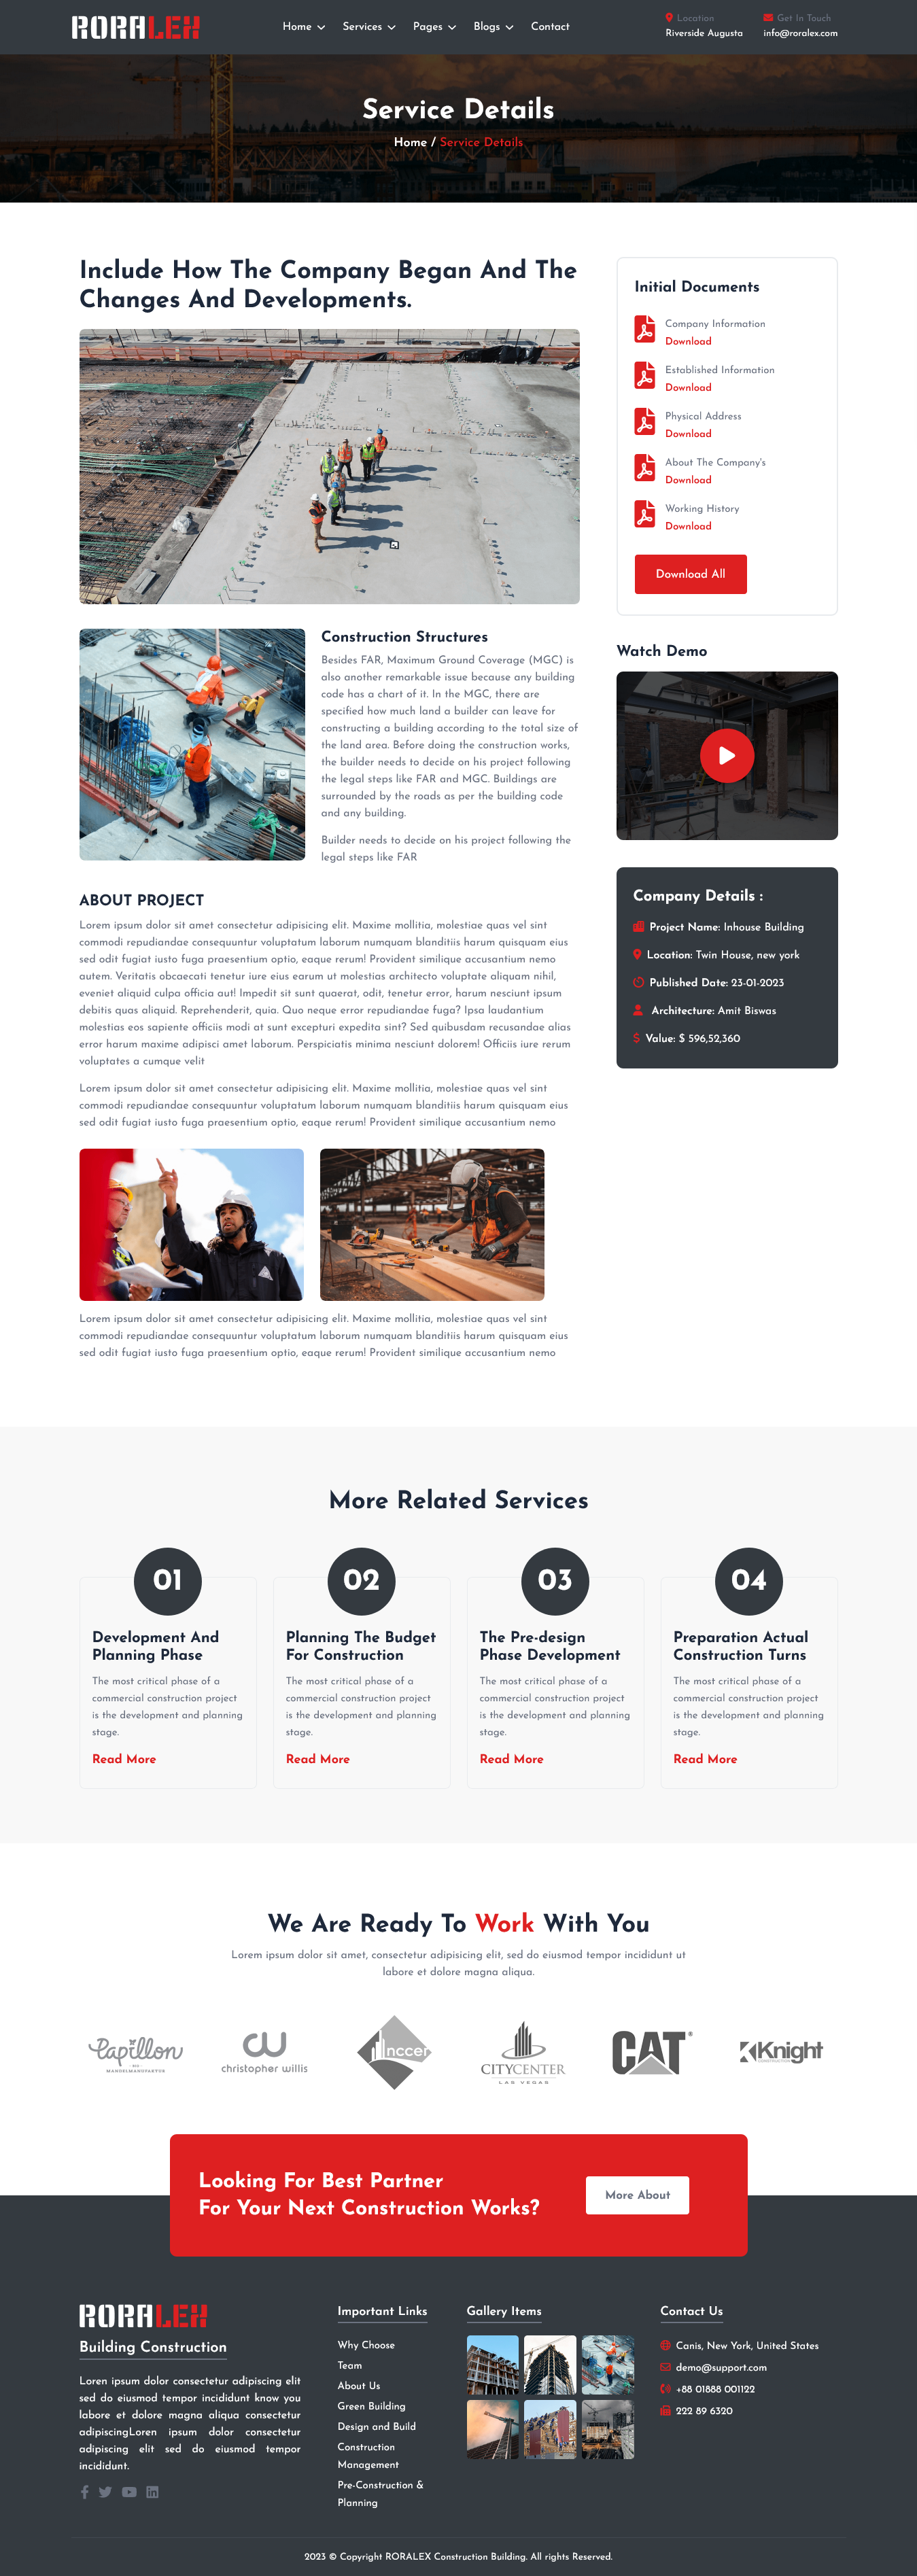 RORALEX
Home Services Pages Blogs Contact
Location
Riverside Augusta
Get In Touch
info@roralex.com
Service Details
Home / Service Details
Include How The Company Began And The
Changes And Developments.
Construction Structures
Besides FAR, Maximum Ground Coverage (MGC) is
also another remarkable issue because any building
code has a chart of it. In the MGC, there are
specified how much land a builder can leave for
constructing a building according to the total size of
the land area. Before doing the construction works,
the builder needs to decide on his project following
the legal steps like FAR and MGC. Buildings are
surrounded by the roads as per the building code
and any building.
Builder needs to decide on his project following the
legal steps like FAR
ABOUT PROJECT
Lorem ipsum dolor sit amet consectetur adipisicing elit. Maxime mollitia, molestiae quas vel sint
commodi repudiandae consequuntur voluptatum laborum numquam blanditiis harum quisquam eius
sed odit fugiat iusto fuga praesentium optio, eaque rerum! Provident similique accusantium nemo
autem. Veritatis obcaecati tenetur iure eius earum ut molestias architecto voluptate aliquam nihil,
eveniet aliquid culpa officia aut! Impedit sit sunt quaerat, odit, tenetur error, harum nesciunt ipsum
debitis quas aliquid. Reprehenderit, quia. Quo neque error repudiandae fuga? Ipsa laudantium
molestias eos sapiente officiis modi at sunt excepturi expedita sint? Sed quibusdam recusandae alias
error harum maxime adipisci amet laborum. Perspiciatis minima nesciunt dolorem! Officiis iure rerum
voluptates a cumque velit
Lorem ipsum dolor sit amet consectetur adipisicing elit. Maxime mollitia, molestiae quas vel sint
commodi repudiandae consequuntur voluptatum laborum numquam blanditiis harum quisquam eius
sed odit fugiat iusto fuga praesentium optio, eaque rerum! Provident similique accusantium nemo
Lorem ipsum dolor sit amet consectetur adipisicing elit. Maxime mollitia, molestiae quas vel sint
commodi repudiandae consequuntur voluptatum laborum numquam blanditiis harum quisquam eius
sed odit fugiat iusto fuga praesentium optio, eaque rerum! Provident similique accusantium nemo
Initial Documents
Company Information
Download
Established Information
Download
Physical Address
Download
About The Company's
Download
Working History
Download
Download All
Watch Demo
Company Details :
Project Name: Inhouse Building
Location: Twin House, new york
Published Date: 23-01-2023
Architecture: Amit Biswas
Value: $ 596,52,360
More Related Services
01
Development And
Planning Phase
The most critical phase of a
commercial construction project
is the development and planning
stage.
Read More
02
Planning The Budget
For Construction
The most critical phase of a
commercial construction project
is the development and planning
stage.
Read More
03
The Pre-design
Phase Development
The most critical phase of a
commercial construction project
is the development and planning
stage.
Read More
04
Preparation Actual
Construction Turns
The most critical phase of a
commercial construction project
is the development and planning
stage.
Read More
We Are Ready To Work With You
Lorem ipsum dolor sit amet, consectetur adipisicing elit, sed do eiusmod tempor incididunt ut
labore et dolore magna aliqua.
Papillon
MANDELMANUFAKTUR
christopher willis
nccer
CITYCENTER
LAS VEGAS
CAT®
Knight
CONSTRUCTION
Looking For Best Partner
For Your Next Construction Works?
More About
RORALEX
Building Construction
Lorem ipsum dolor consectetur adipiscing elit
sed do eiusmod tempor incididunt know you
labore et dolore magna aliqua consectetur
adipiscingLoren ipsum dolor consectetur
adipiscing elit sed do eiusmod tempor
incididunt.
Important Links
Why Choose
Team
About Us
Green Building
Design and Build
Construction
Management
Pre-Construction &
Planning
Gallery Items
Contact Us
Canis, New York, United States
demo@support.com
+88 01888 001122
222 89 6320
2023 © Copyright RORALEX Construction Building. All rights Reserved.